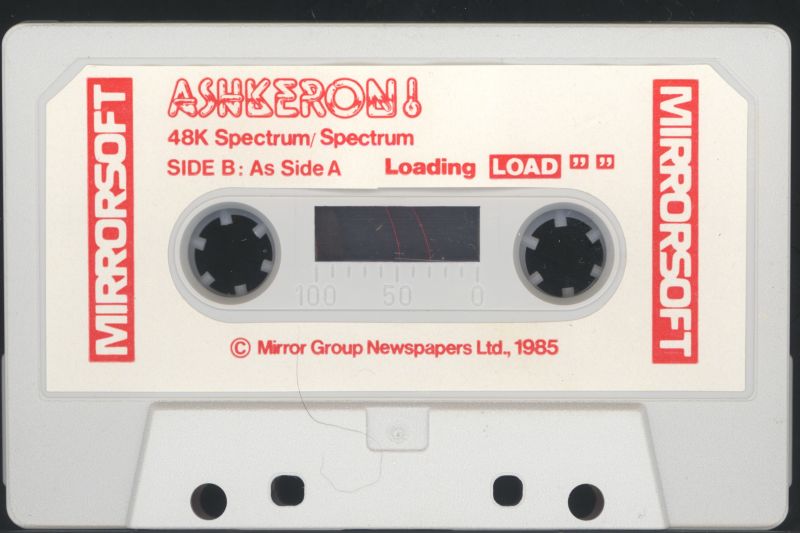 MIRRORSOFT
ASHKERON!
48K Spectrum/Spectrum
SIDE B: As Side A Loading LOAD ” ”
100 50 0
© Mirror Group Newspapers Ltd., 1985
MIRRORSOFT